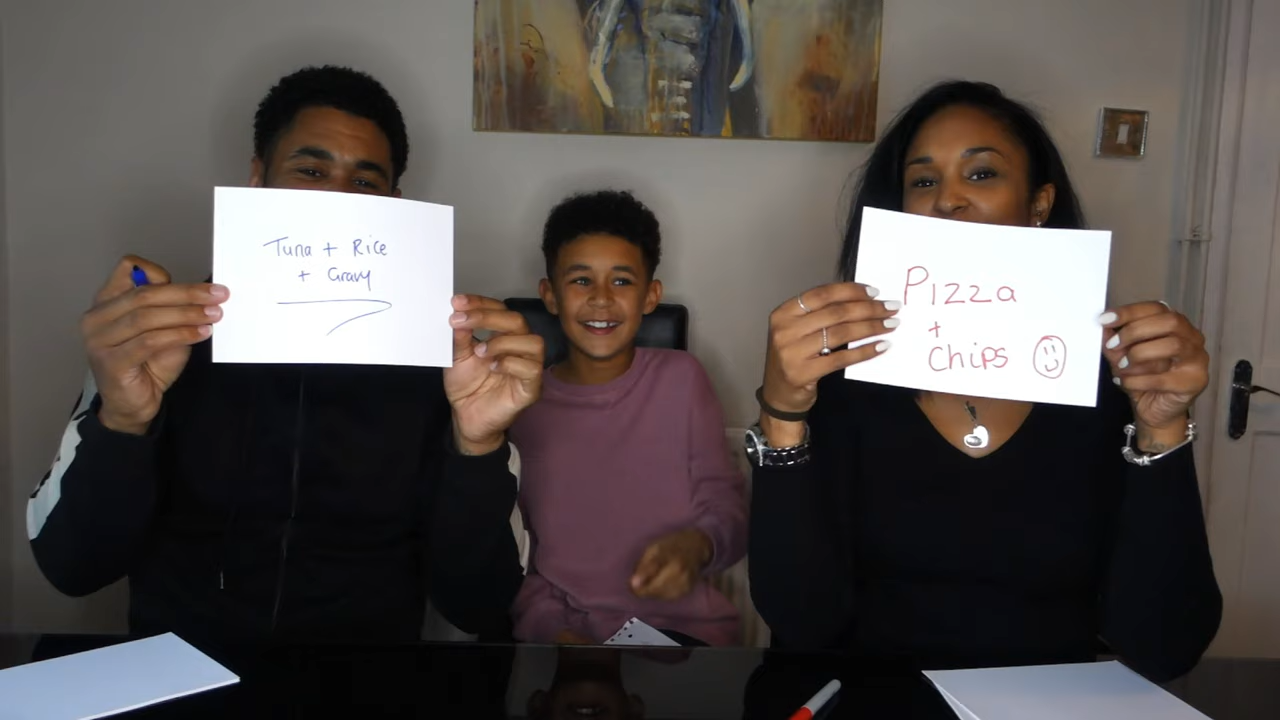 Tuna + Rice
+ Gravy
Pizza
+
Chips